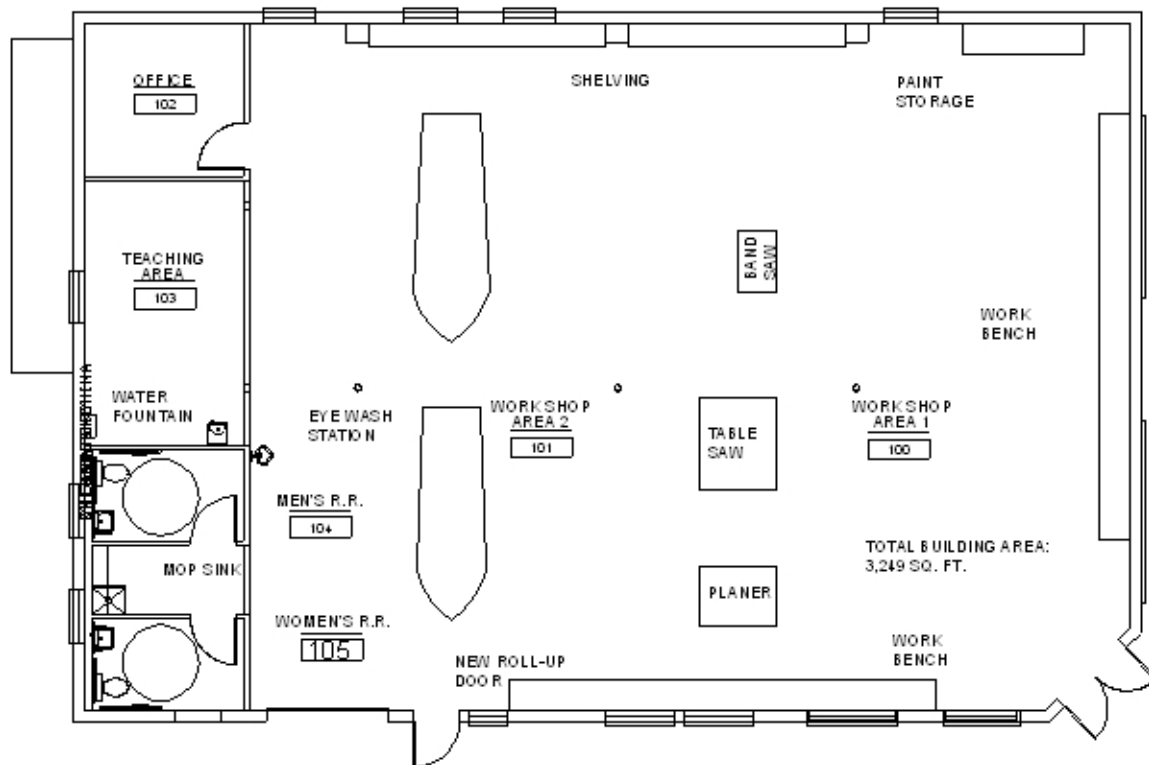 OFFICE
102
SHELVING
PAINT
STORAGE
TEACHING
AREA
103
BAND
SAW
WORK
BENCH
WATER
FOUNTAIN
EYE WASH
STATION
WORKSHOP
AREA 2
101
TABLE
SAW
WORKSHOP
AREA 1
100
MEN'S R.R.
104
MOP SINK
TOTAL BUILDING AREA:
3,249 SQ. FT.
PLANER
WOMEN'S R.R.
105
NEW ROLL-UP
DOOR
WORK
BENCH